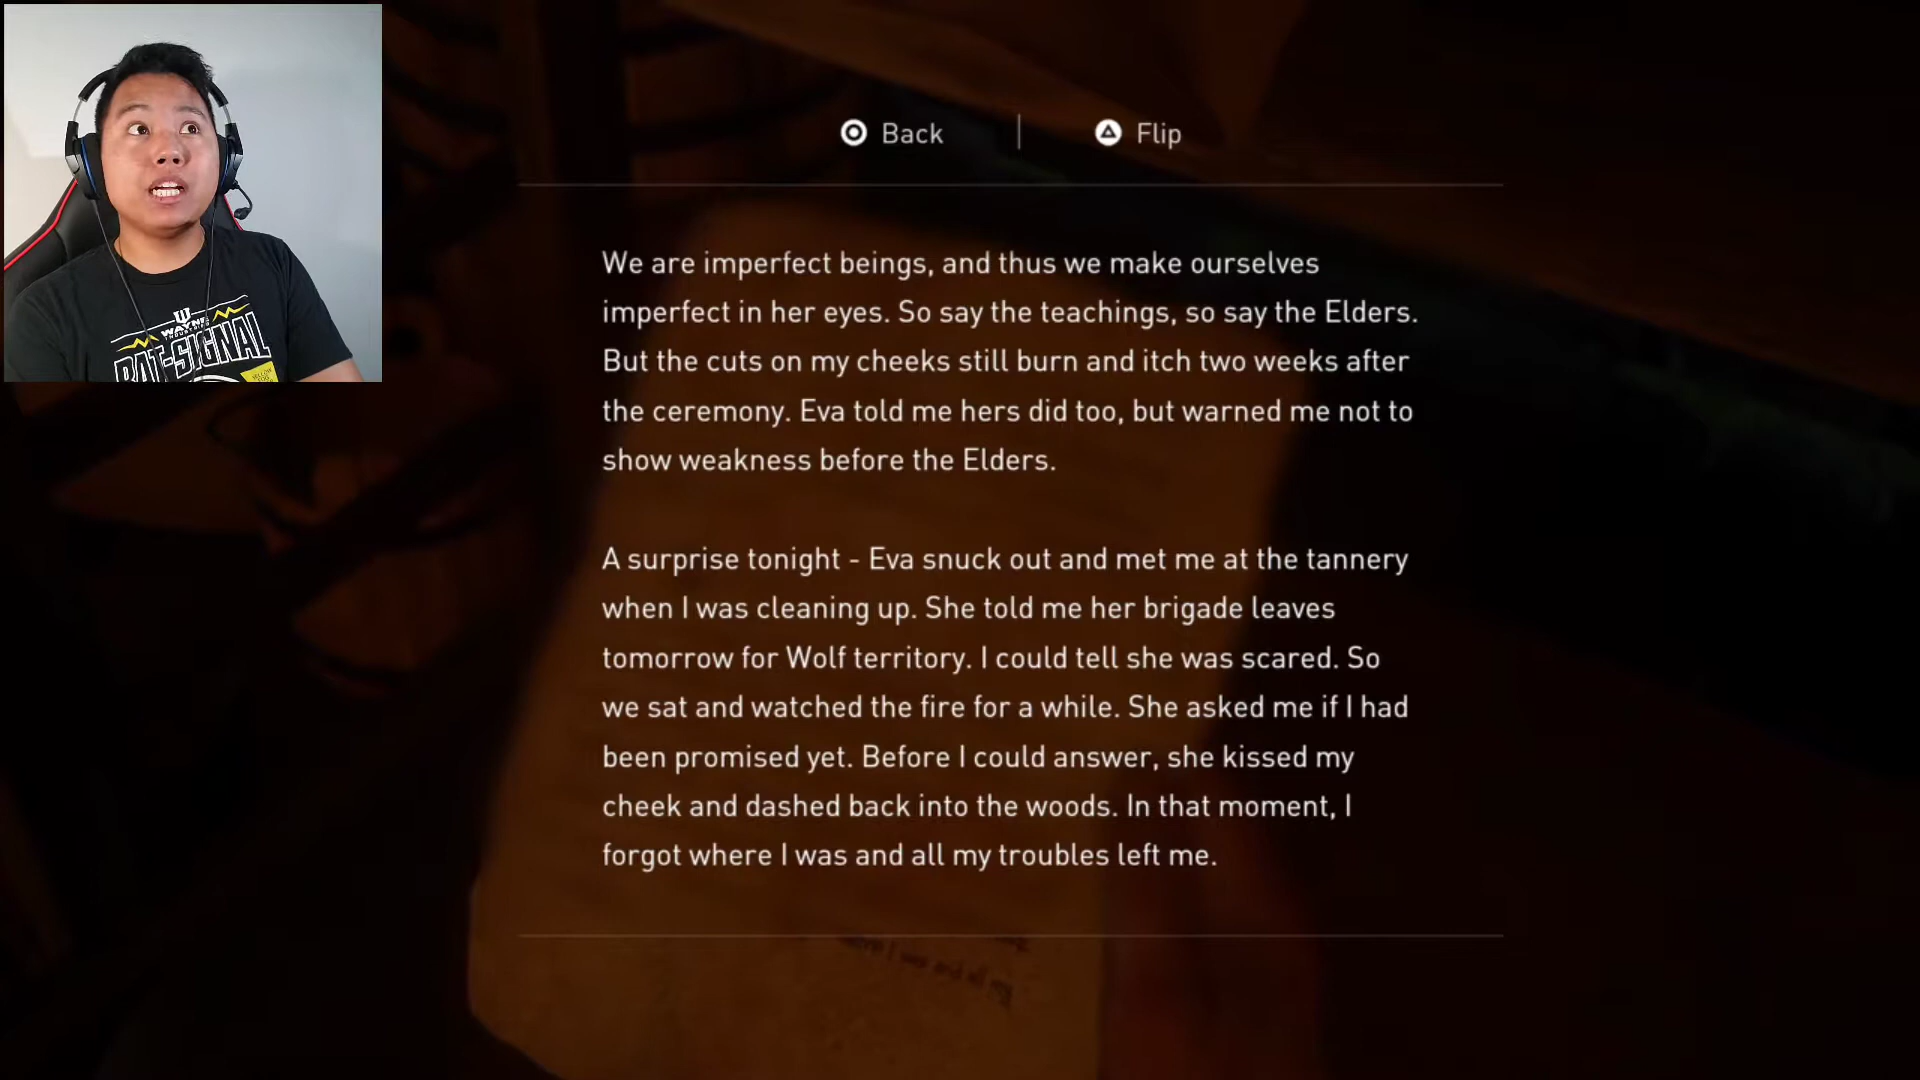 Back | Flip
We are imperfect beings, and thus we make ourselves
imperfect in her eyes. So say the teachings, so say the Elders.
But the cuts on my cheeks still burn and itch two weeks after
the ceremony. Eva told me hers did too, but warned me not to
show weakness before the Elders.
A surprise tonight - Eva snuck out and met me at the tannery
when I was cleaning up. She told me her brigade leaves
tomorrow for Wolf territory. I could tell she was scared. So
we sat and watched the fire for a while. She asked me if I had
been promised yet. Before I could answer, she kissed my
cheek and dashed back into the woods. In that moment, I
forgot where I was and all my troubles left me.
WAYNE
BAT-SIGNAL